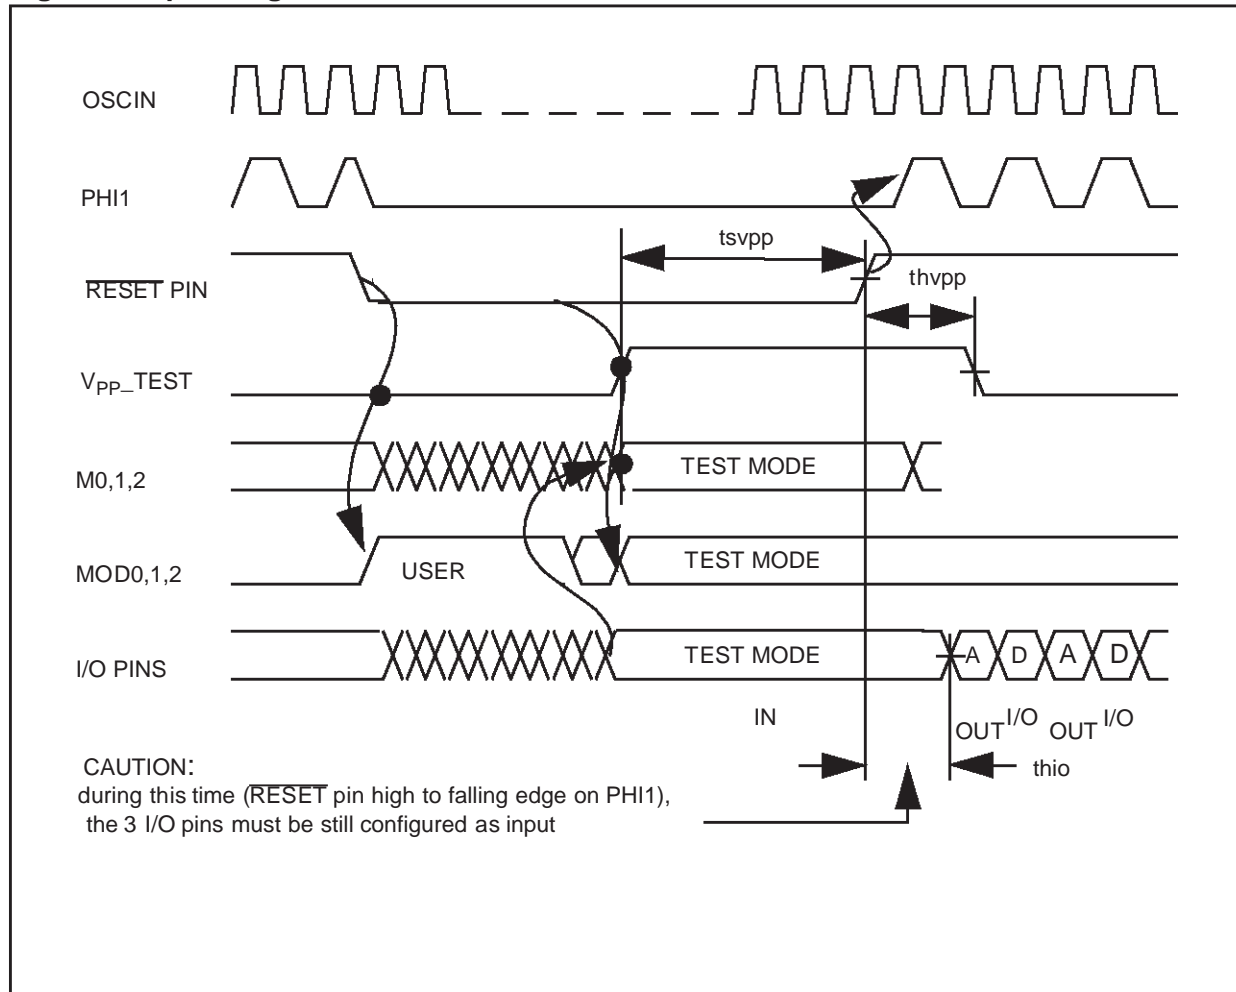 OSCIN
PHI1
tsvpp
RESET PIN
thvpp
VPP_TEST
M0,1,2
TEST MODE
MOD0,1,2
USER
TEST MODE
I/O PINS
TEST MODE
A D A D
IN
OUT I/O OUT I/O
thio
CAUTION:
during this time (RESET pin high to falling edge on PHI1),
the 3 I/O pins must be still configured as input